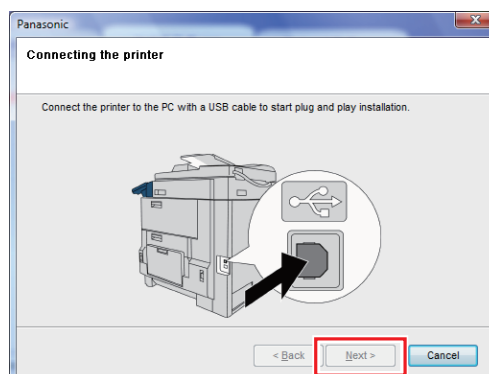 Panasonic
Connecting the printer
Connect the printer to the PC with a USB cable to start plug and play installation.
< Back Next > Cancel